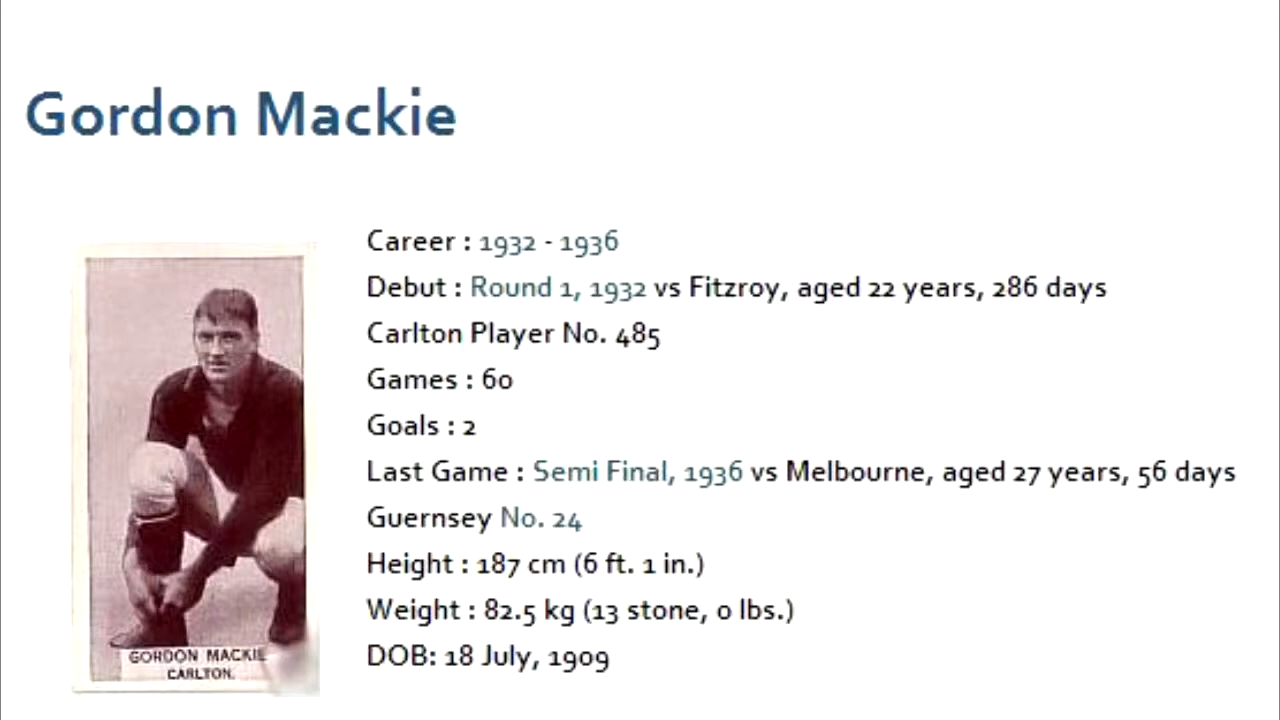 Gordon Mackie
Career : 1932 - 1936
Debut : Round 1, 1932 vs Fitzroy, aged 22 years, 286 days
Carlton Player No. 485
Games : 60
Goals : 2
Last Game : Semi Final, 1936 vs Melbourne, aged 27 years, 56 days
Guernsey No. 24
Height : 187 cm (6 ft. 1 in.)
Weight : 82.5 kg (13 stone, 0 lbs.)
DOB: 18 July, 1909
GORDON MACKIE
CARLTON.